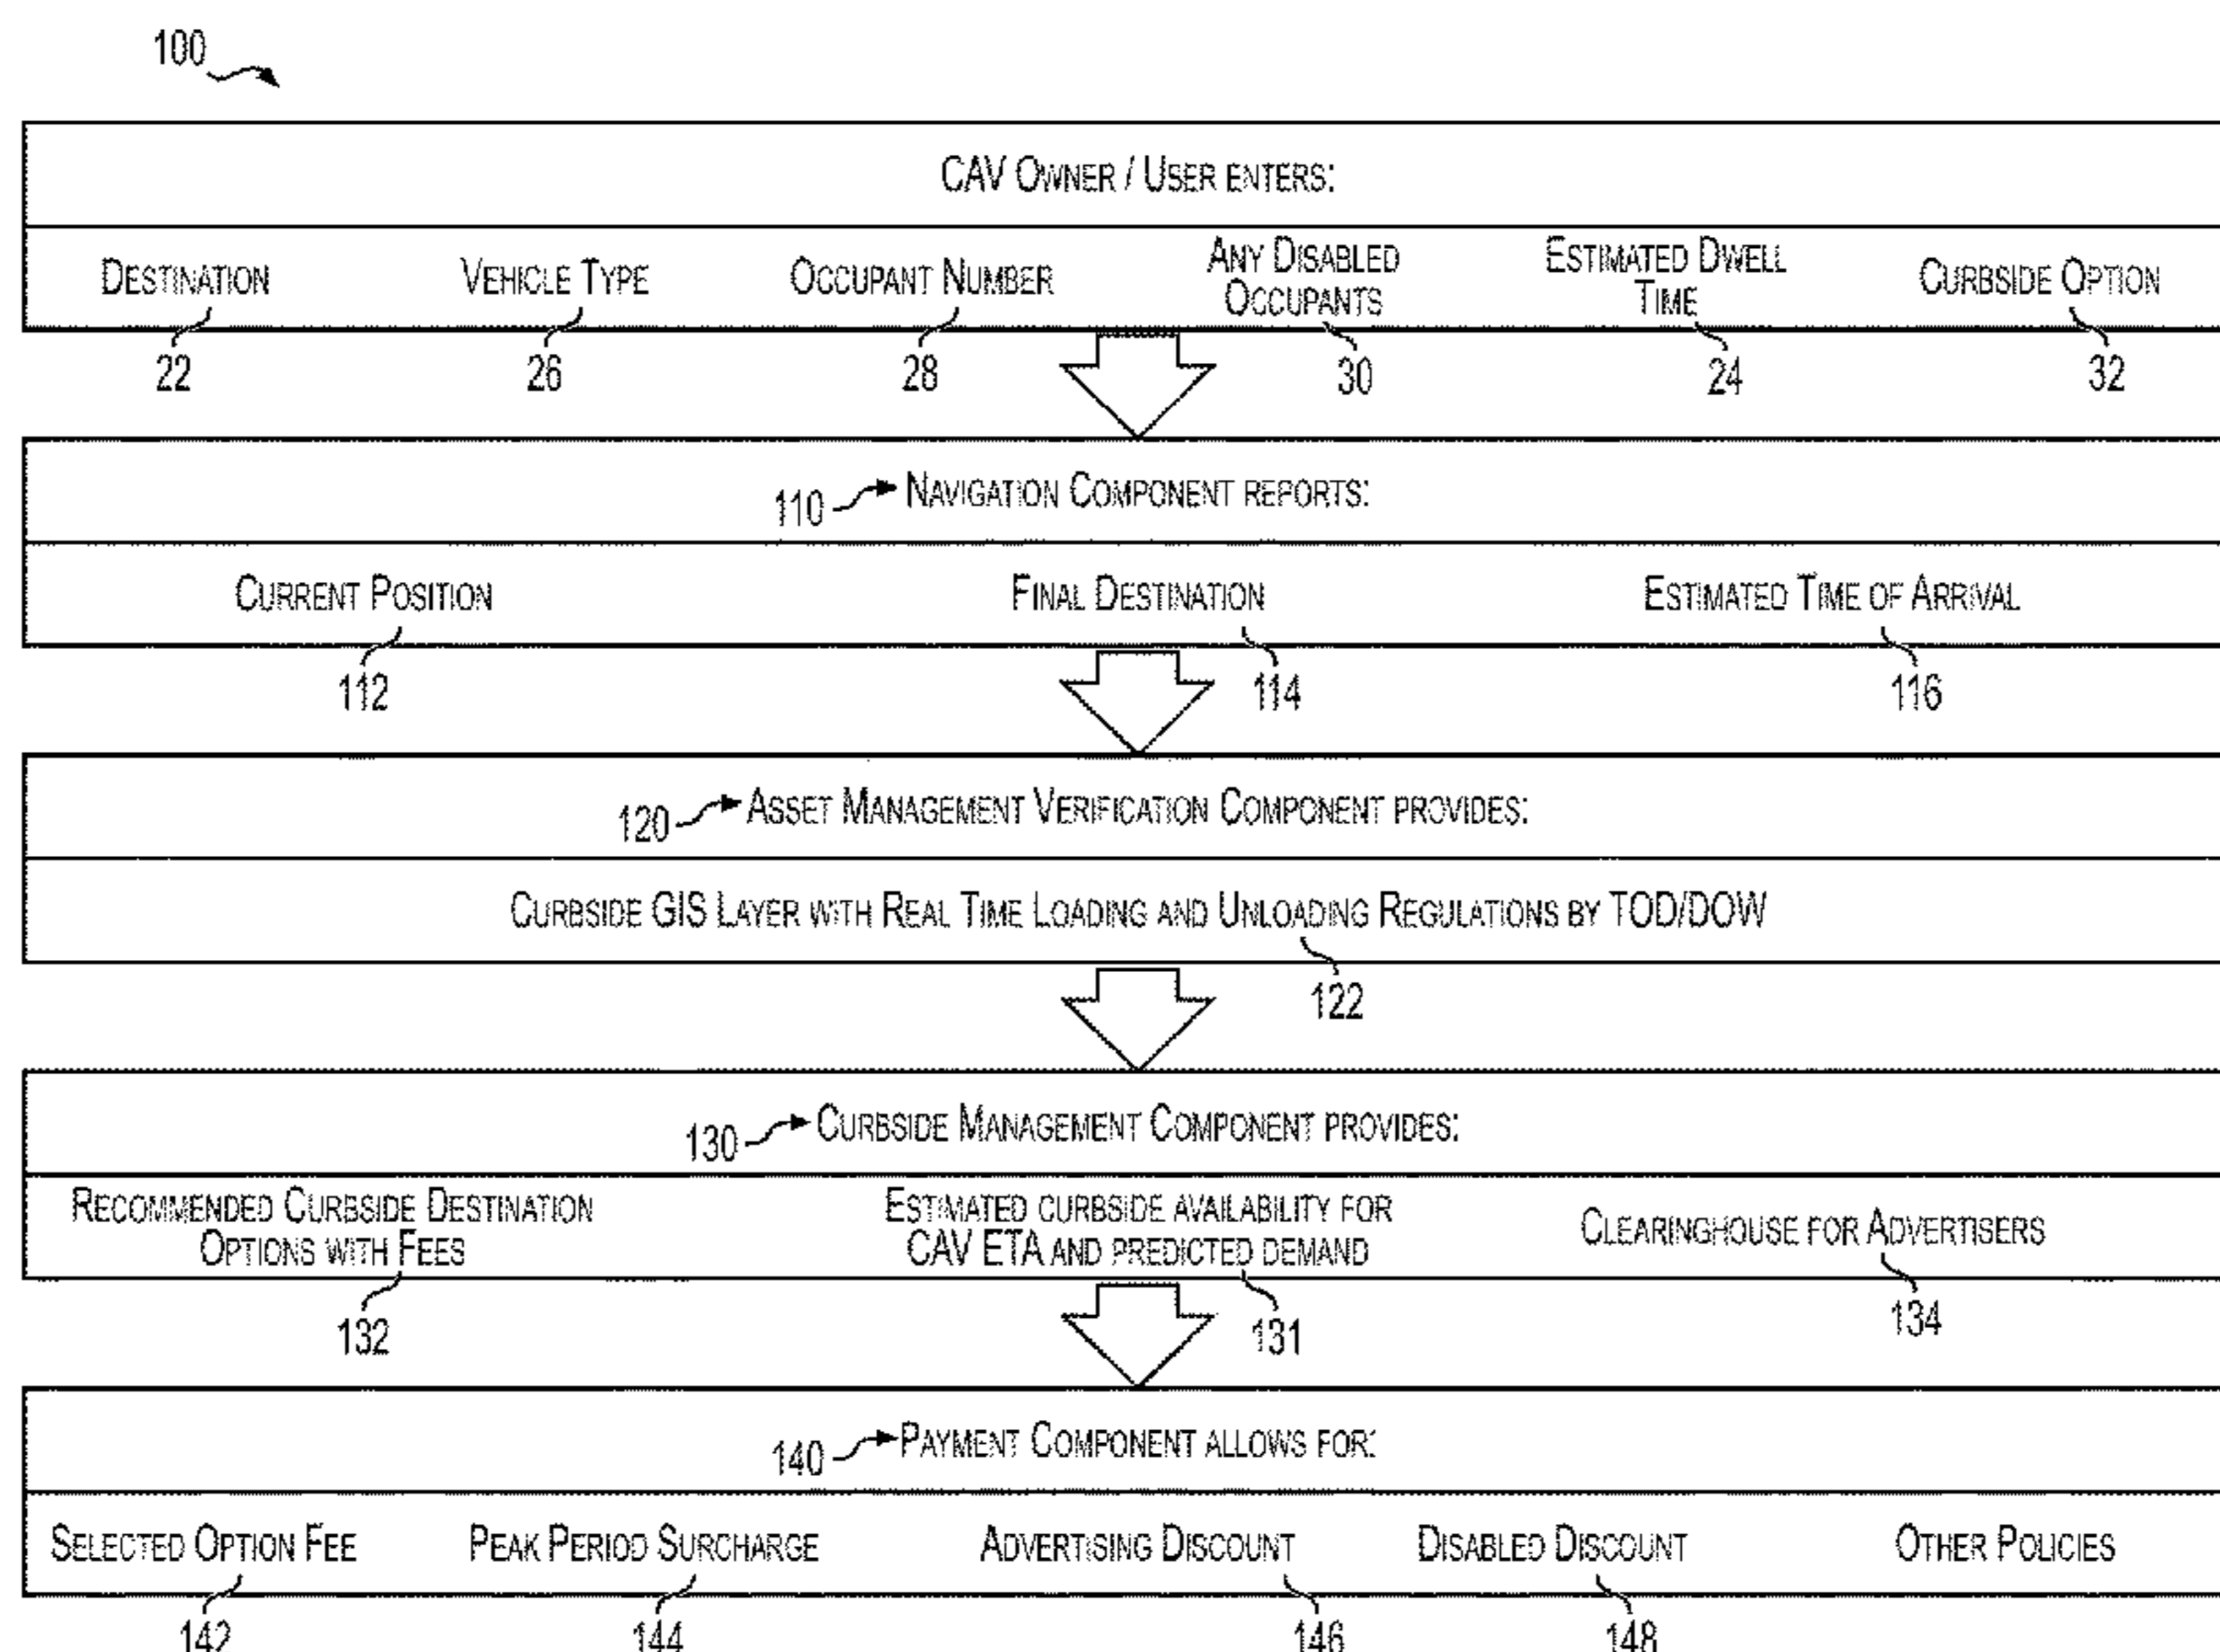 100
CAV OWNER / USER ENTERS:
DESTINATION VEHICLE TYPE OCCUPANT NUMBER ANY DISABLED OCCUPANTS ESTIMATED DWELL TIME CURBSIDE OPTION
22 26 28 30 24 32
110 NAVIGATION COMPONENT REPORTS:
CURRENT POSITION FINAL DESTINATION ESTIMATED TIME OF ARRIVAL
112 114 116
120 ASSET MANAGEMENT VERIFICATION COMPONENT PROVIDES:
CURBSIDE GIS LAYER WITH REAL TIME LOADING AND UNLOADING REGULATIONS BY TOD/DOW
122
130 CURBSIDE MANAGEMENT COMPONENT PROVIDES:
RECOMMENDED CURBSIDE DESTINATION
OPTIONS WITH FEES
ESTIMATED CURBSIDE AVAILABILITY FOR
CAV ETA AND PREDICTED DEMAND
CLEARINGHOUSE FOR ADVERTISERS
132 131 134
140 PAYMENT COMPONENT ALLOWS FOR:
SELECTED OPTION FEE PEAK PERIOD SURCHARGE ADVERTISING DISCOUNT DISABLED DISCOUNT OTHER POLICIES
142 144 146 148